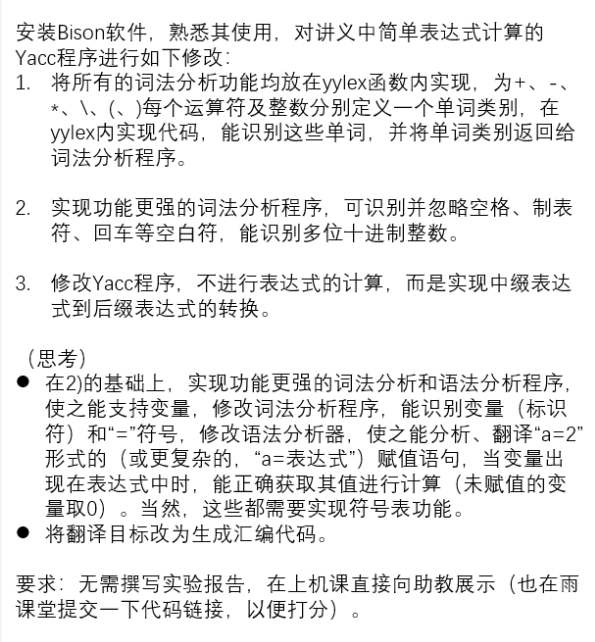 安装Bison软件，熟悉其使用，对讲义中简单表达式计算的
Yacc程序进行如下修改：
1. 将所有的词法分析功能均放在yylex函数内实现，为+、-、
*、\、(、)每个运算符及整数分别定义一个单词类别，在
yylex内实现代码，能识别这些单词，并将单词类别返回给
词法分析程序。
2. 实现功能更强的词法分析程序，可识别并忽略空格、制表
符、回车等空白符，能识别多位十进制整数。
3. 修改Yacc程序，不进行表达式的计算，而是实现中缀表达
式到后缀表达式的转换。
（思考）
● 在2)的基础上，实现功能更强的词法分析和语法分析程序，
使之能支持变量，修改词法分析程序，能识别变量（标识
符）和“=”符号，修改语法分析器，使之能分析、翻译“a=2”
形式的（或更复杂的，“a=表达式”）赋值语句，当变量出
现在表达式中时，能正确获取其值进行计算（未赋值的变
量取0）。当然，这些都需要实现符号表功能。
● 将翻译目标改为生成汇编代码。
要求：无需撰写实验报告，在上机课直接向助教展示（也在雨
课堂提交一下代码链接，以便打分）。